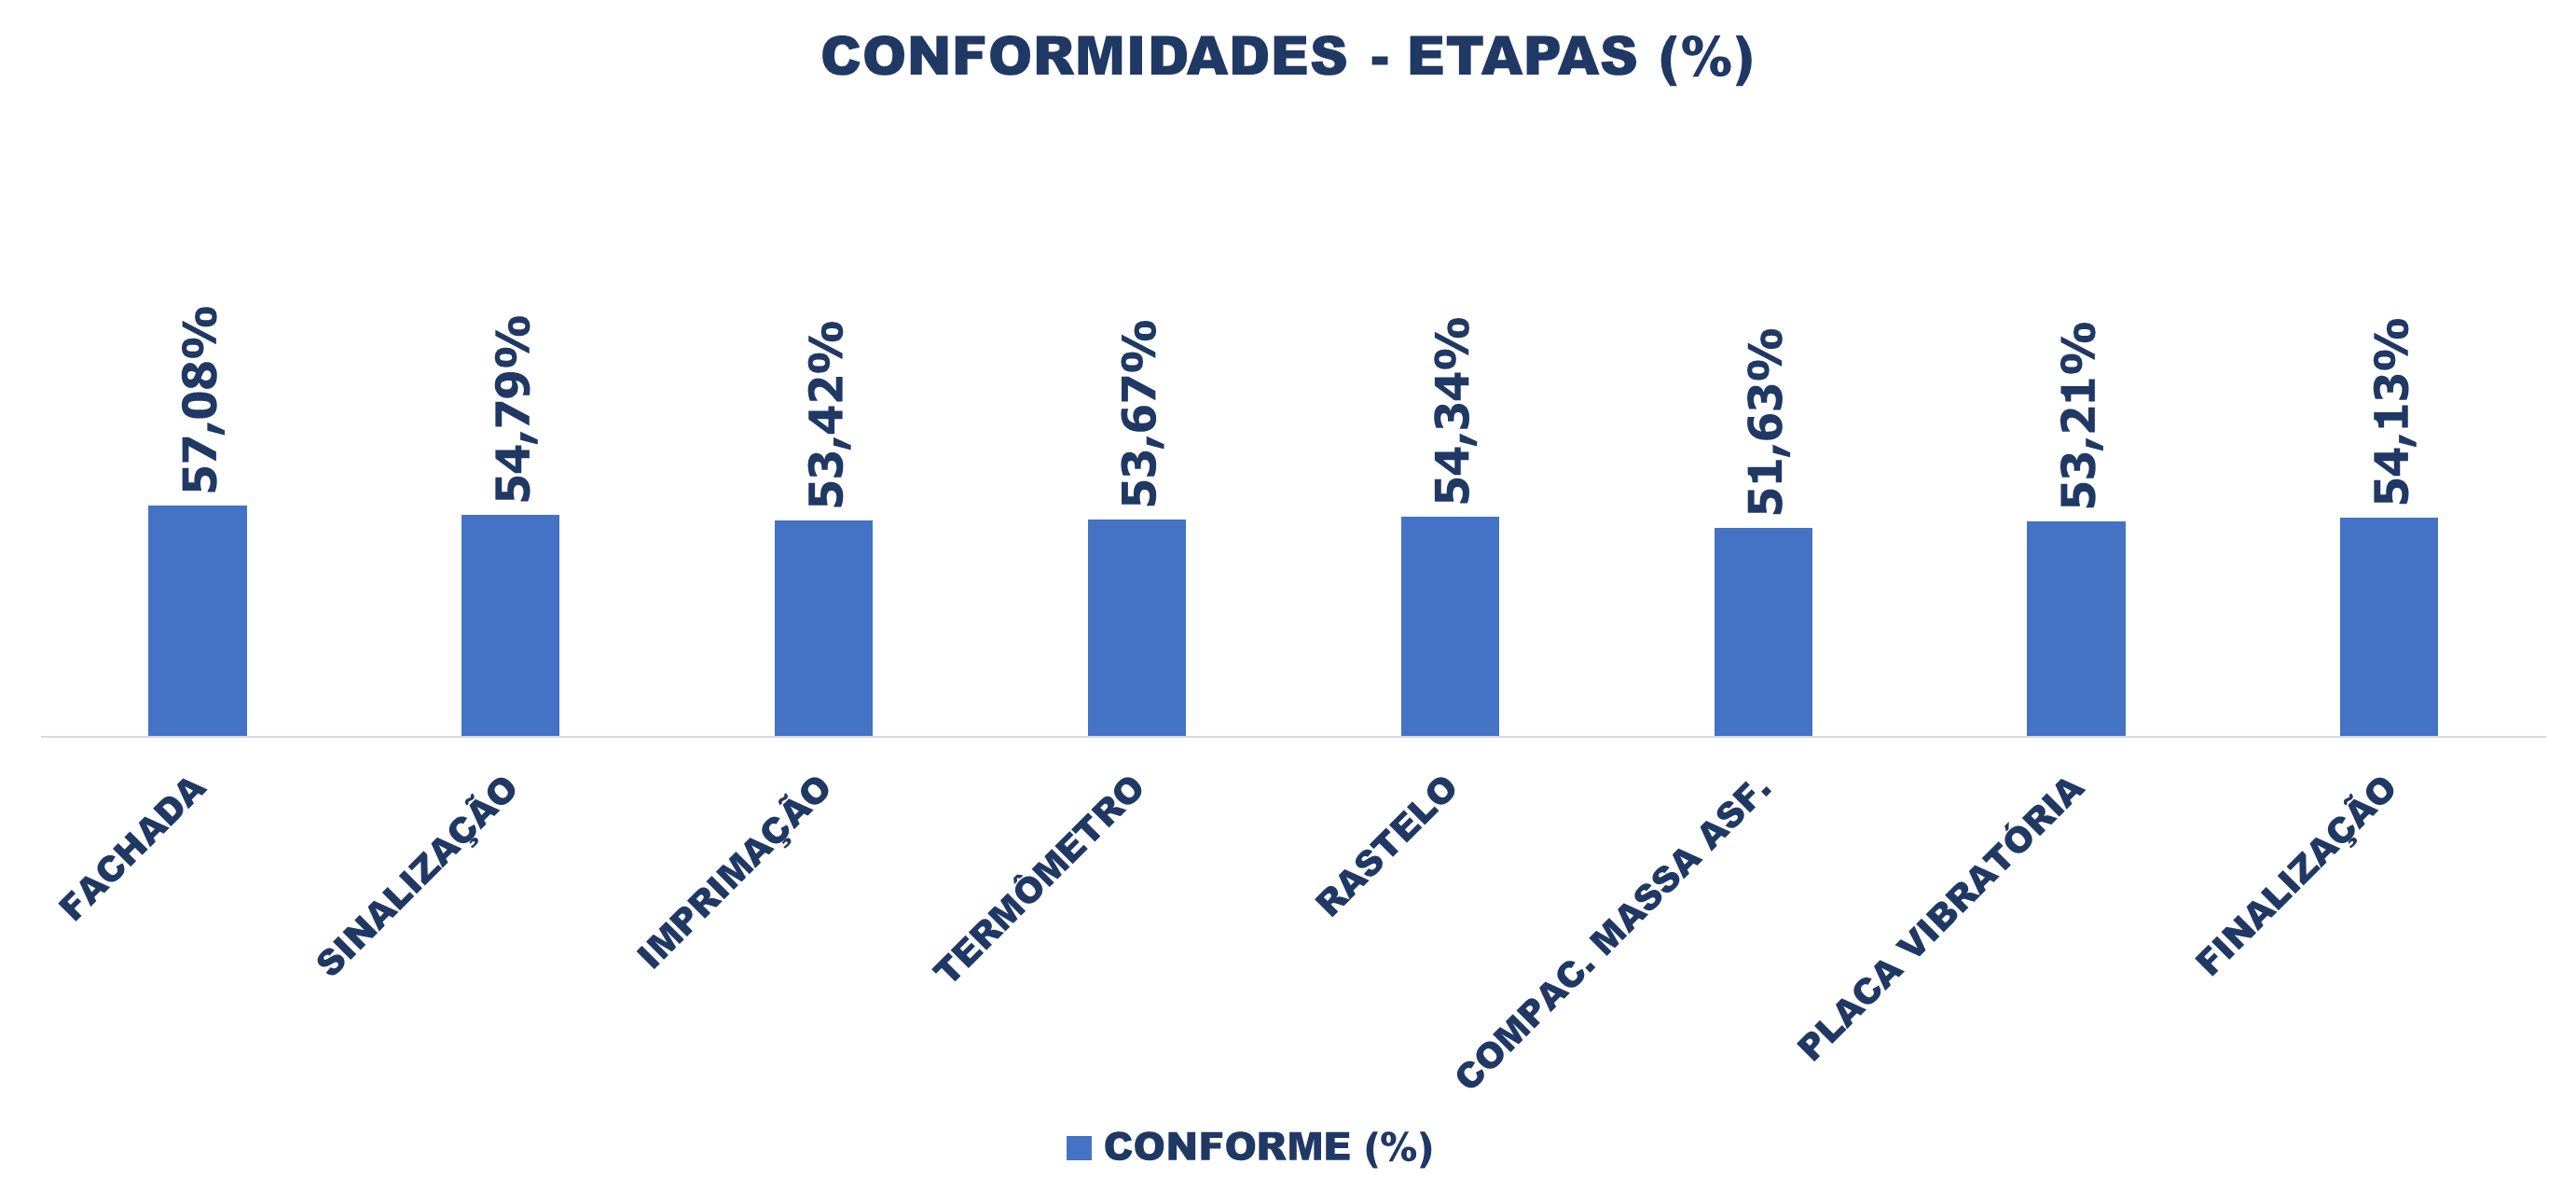 CONFORMIDADES - ETAPAS (%)
57,08%
54,79%
53,42%
53,67%
54,34%
51,63%
53,21%
54,13%
FACHADA
SINALIZAÇÃO
IMPRIMAÇÃO
TERMÔMETRO
RASTELO
COMPAC. MASSA ASF.
PLACA VIBRATÓRIA
FINALIZAÇÃO
CONFORME (%)